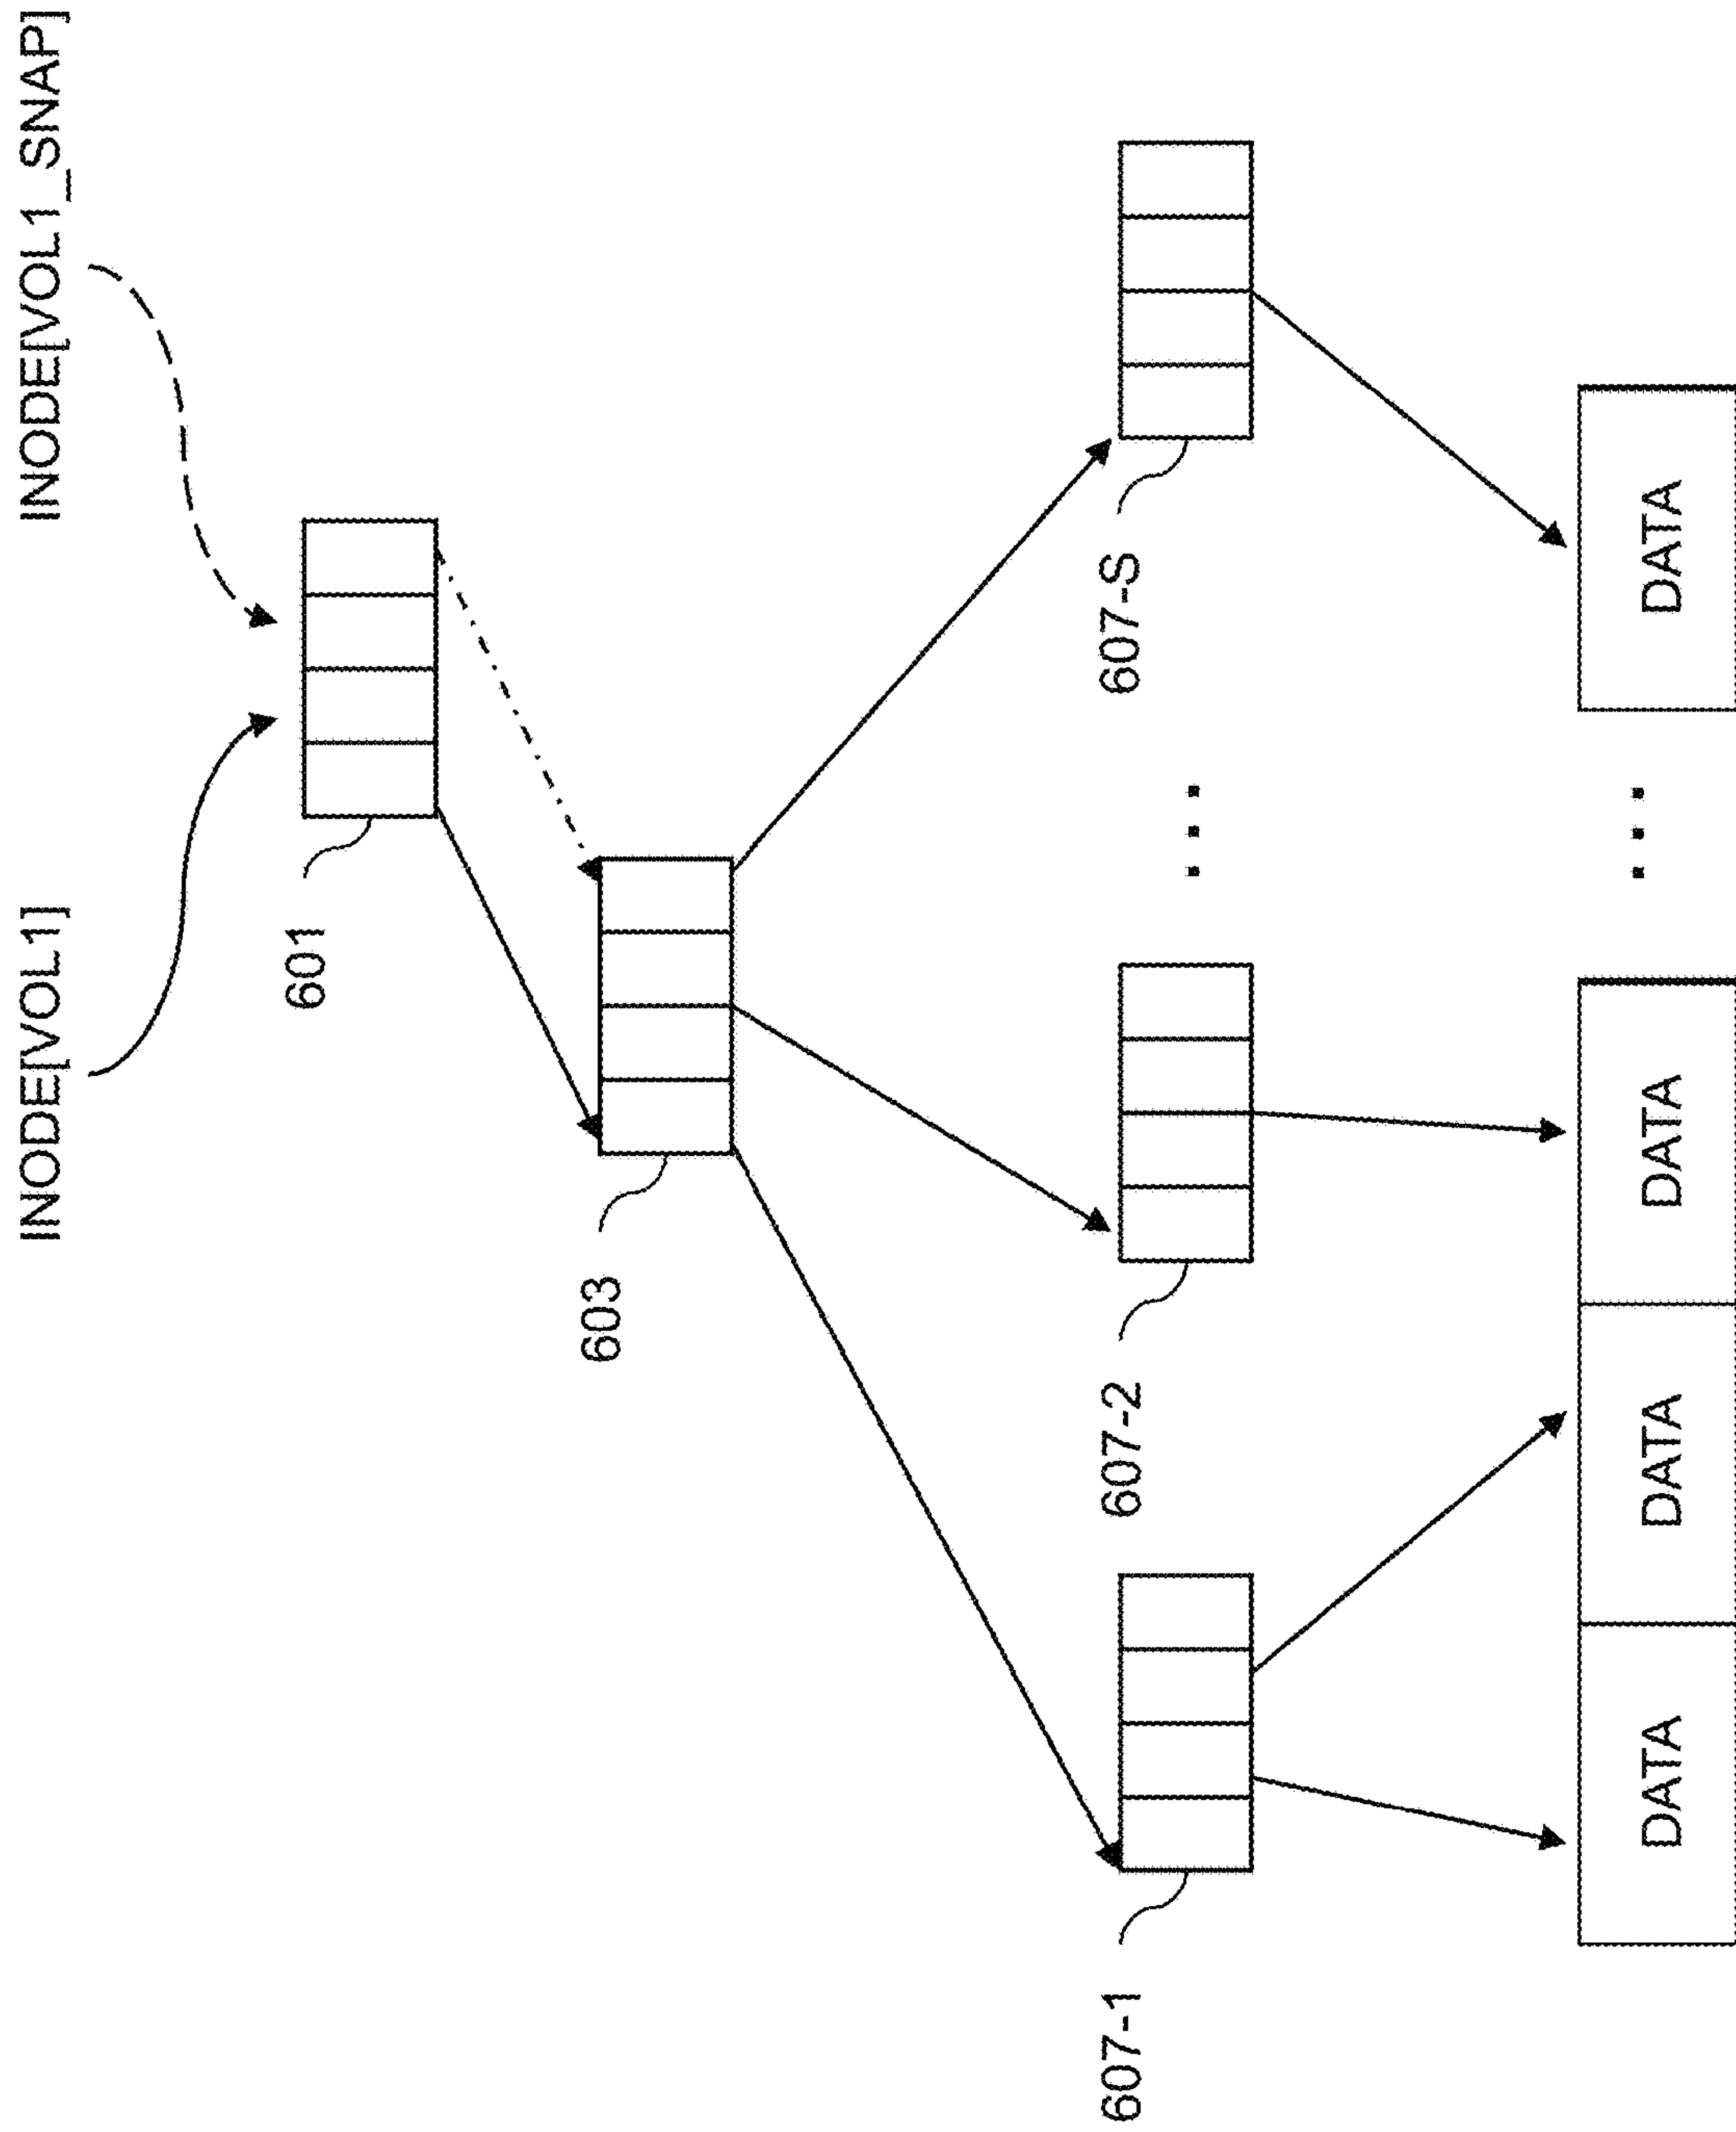 INODE[VOL1]
INODE[VOL1_SNAP]
601
603
607-1
607-2
607-S
. . .
DATA
DATA
DATA
. . .
DATA